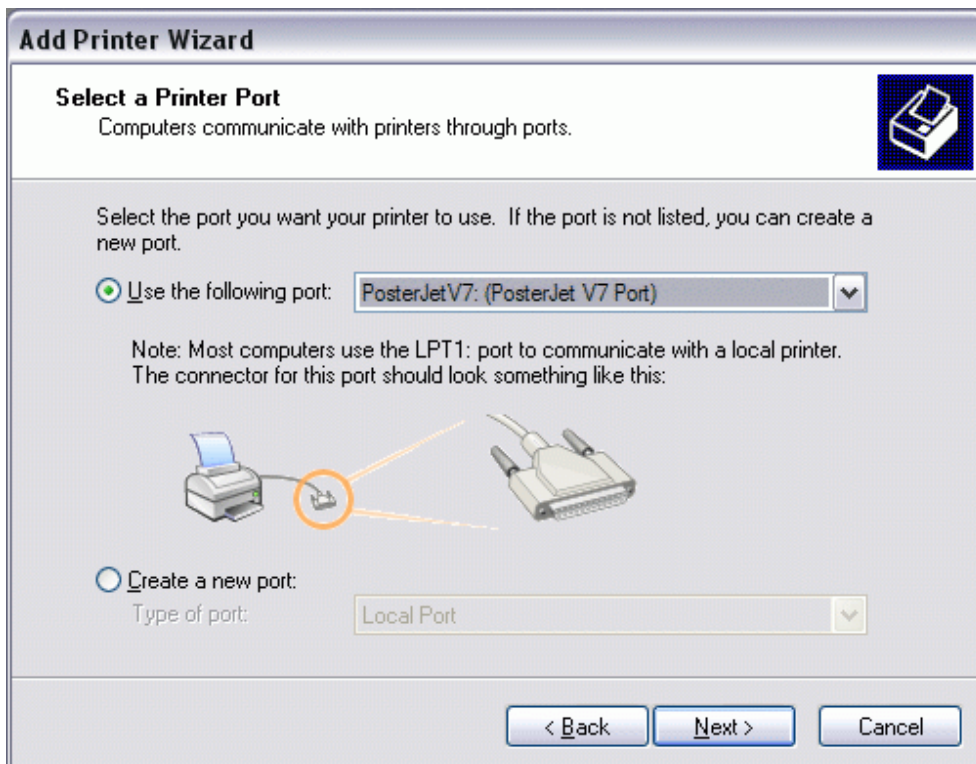 Add Printer Wizard
Select a Printer Port
Computers communicate with printers through ports.
Select the port you want your printer to use.  If the port is not listed, you can create a
new port.
Use the following port:
PosterJetV7: (PosterJet V7 Port)
Note: Most computers use the LPT1: port to communicate with a local printer.
The connector for this port should look something like this:
Create a new port:
Type of port:
Local Port
< Back
Next >
Cancel